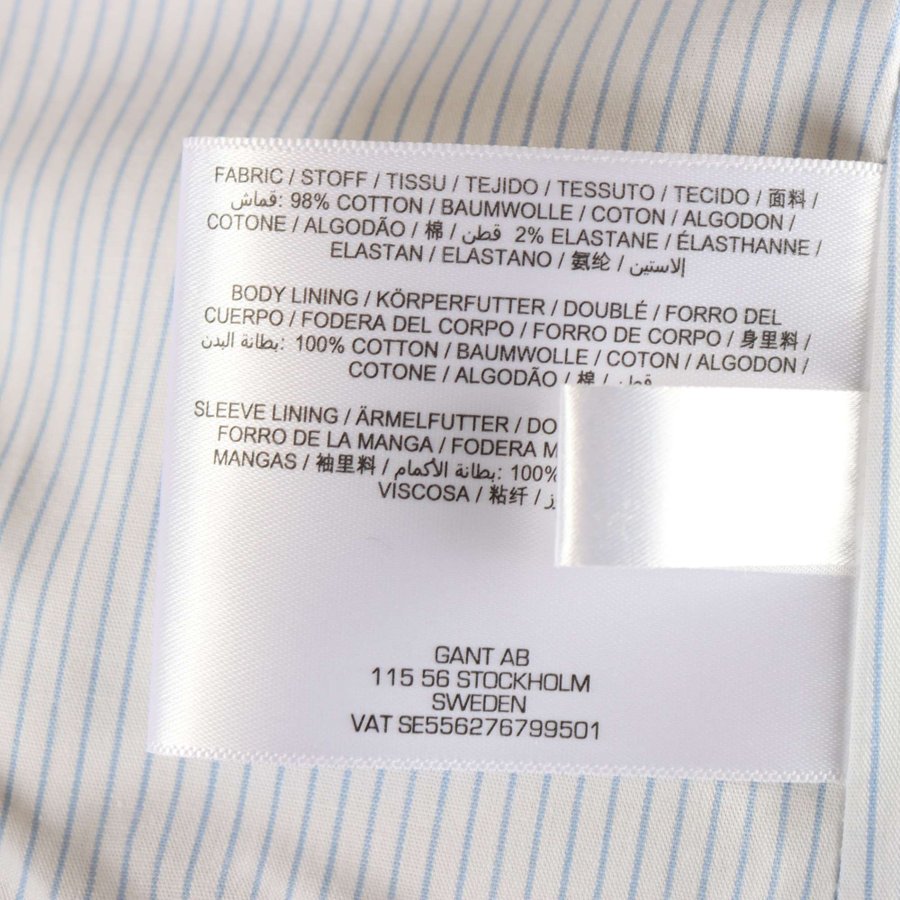 FABRIC / STOFF / TISSU / TEJIDO / TESSUTO / TECIDO / 面料 /
قماش: 98% COTTON / BAUMWOLLE / COTON / ALGODON /
COTONE / ALGODÃO / 棉 / قطن 2% ELASTANE / ÉLASTHANNE /
ELASTAN / ELASTANO / 氨纶 / الاستين
BODY LINING / KÖRPERFUTTER / DOUBLÉ / FORRO DEL
CUERPO / FODERA DEL CORPO / FORRO DE CORPO / 身里料 /
بطانة البدن: 100% COTTON / BAUMWOLLE / COTON / ALGODON /
COTONE / ALGODÃO / 棉 / قطن
SLEEVE LINING / ÄRMELFUTTER / DO
FORRO DE LA MANGA / FODERA M
MANGAS / 袖里料 / بطانة الأكمام: 100%
VISCOSA / 粘纤 /
GANT AB
115 56 STOCKHOLM
SWEDEN
VAT SE556276799501